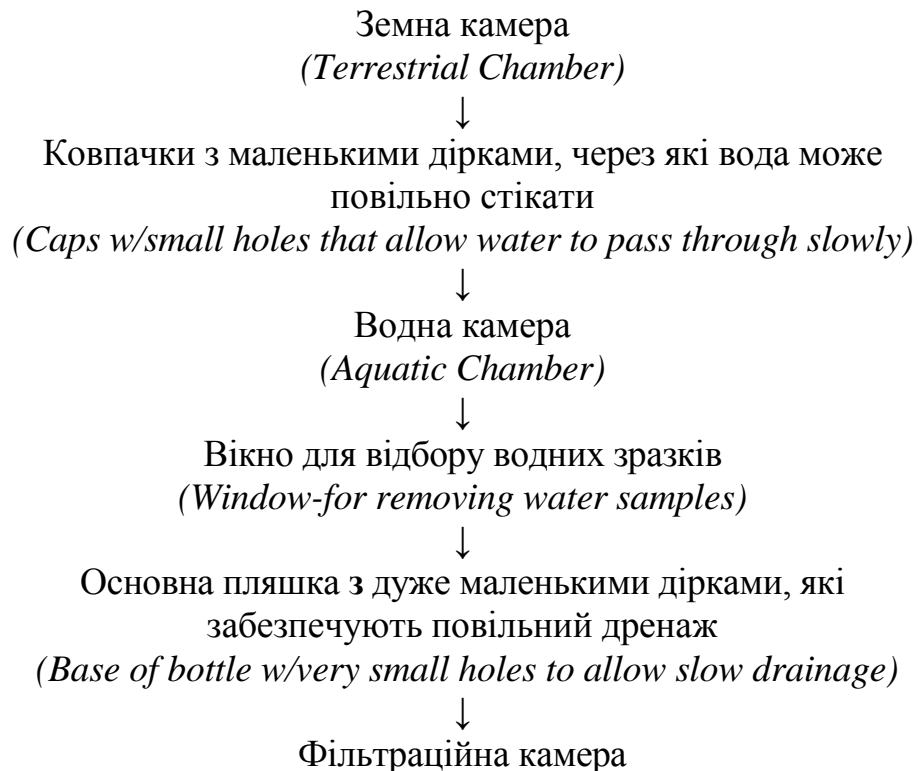 Земна камера
(Terrestrial Chamber)
↓
Ковпачки з маленькими дірками, через які вода може
повільно стікати
(Caps w/small holes that allow water to pass through slowly)
↓
Водна камера
(Aquatic Chamber)
↓
Вікно для відбору водних зразків
(Window-for removing water samples)
↓
Основна пляшка з дуже маленькими дірками, які
забезпечують повільний дренаж
(Base of bottle w/very small holes to allow slow drainage)
↓
Фільтраційна камера